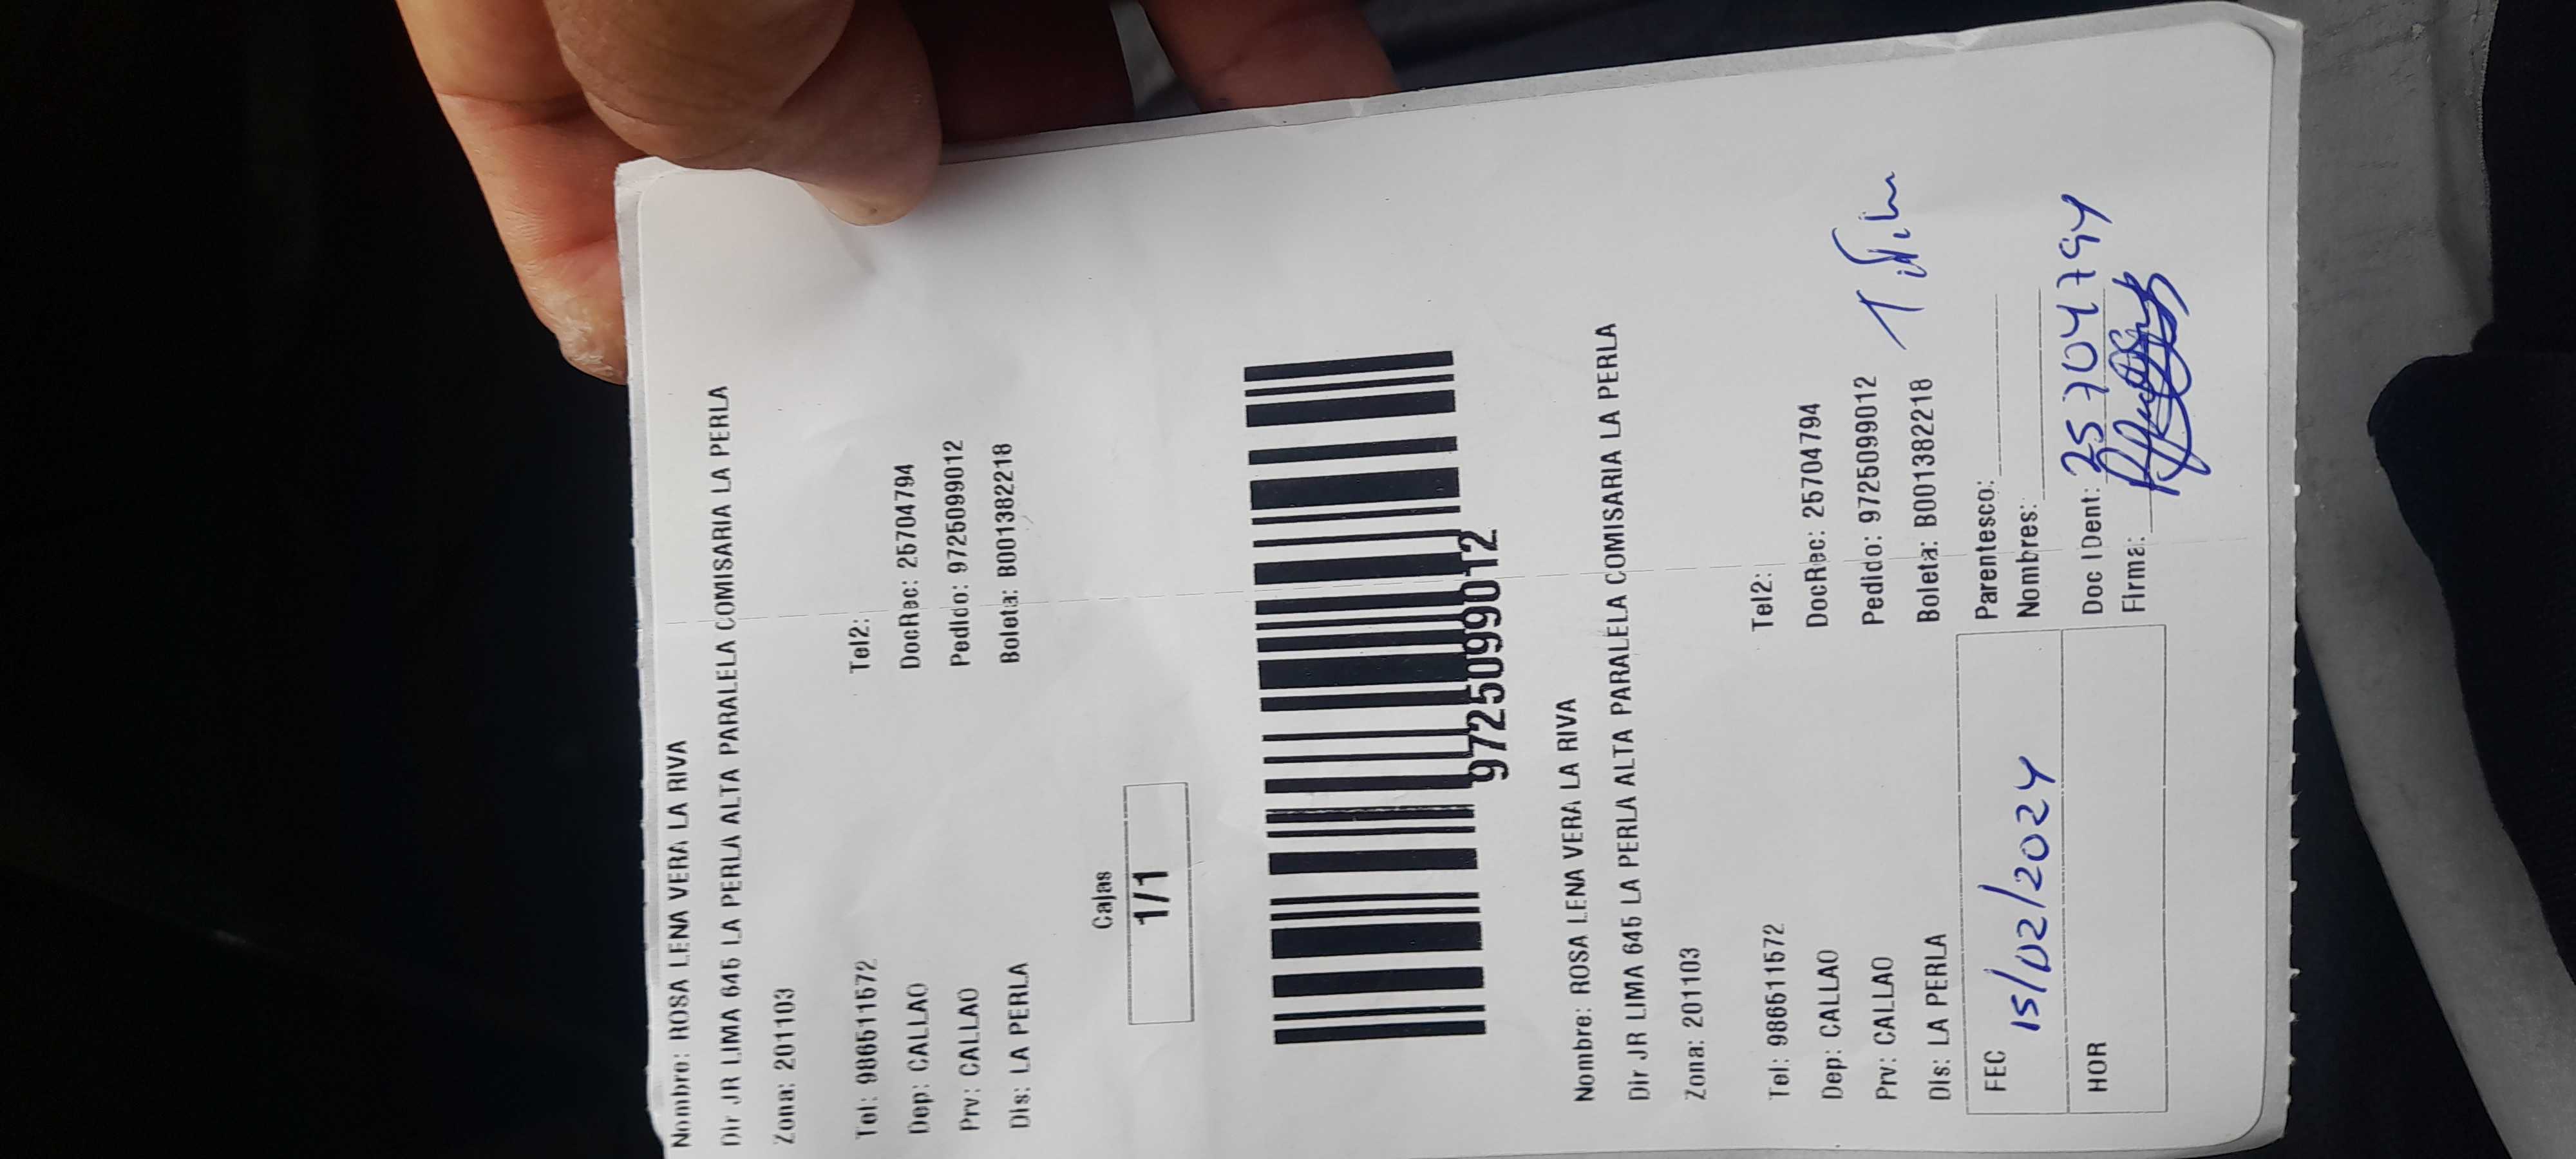 Nombre: ROSA LENA VERA LA RIVA
Dir JR LIMA 645 LA PERLA ALTA PARALELA COMISARIA LA PERLA
Zona: 201103
Tel: 986511572 Tel2:
Dep: CALLAO DocRec: 25704794
Prv: CALLAO Pedido: 9725099012
Dis: LA PERLA Boleta: B001382218
Cajas
1/1
9725099012
Nombre: ROSA LENA VERA LA RIVA
Dir JR LIMA 645 LA PERLA ALTA PARALELA COMISARIA LA PERLA
Zona: 201103
Tel: 986511572 Tel2:
Dep: CALLAO DocRec: 25704794
Prv: CALLAO Pedido: 9725099012
Dis: LA PERLA Boleta: B001382218
FEC 15/02/2024 Parentesco:
Nombres:
HOR Doc IDent: 25704794
Firma: